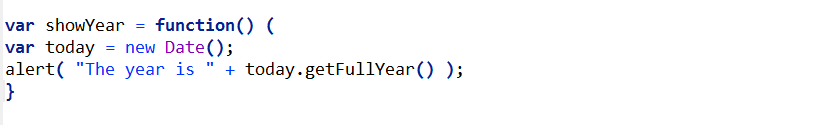 var showYear = function() (
var today = new Date();
alert( "The year is " + today.getFullYear() );
}